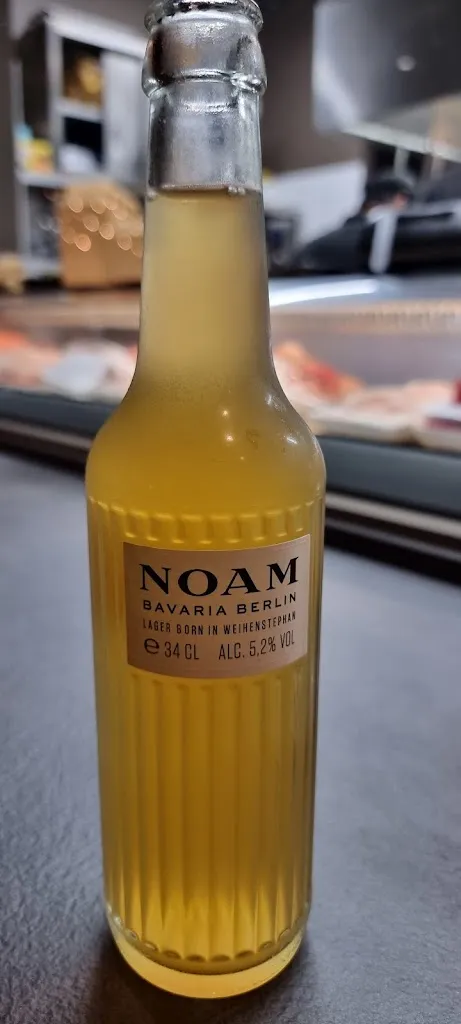 NOAM
BAVARIA BERLIN
LAGER BORN IN WEIHENSTEPHAN
℮ 34 CL ALC. 5,2% VOL